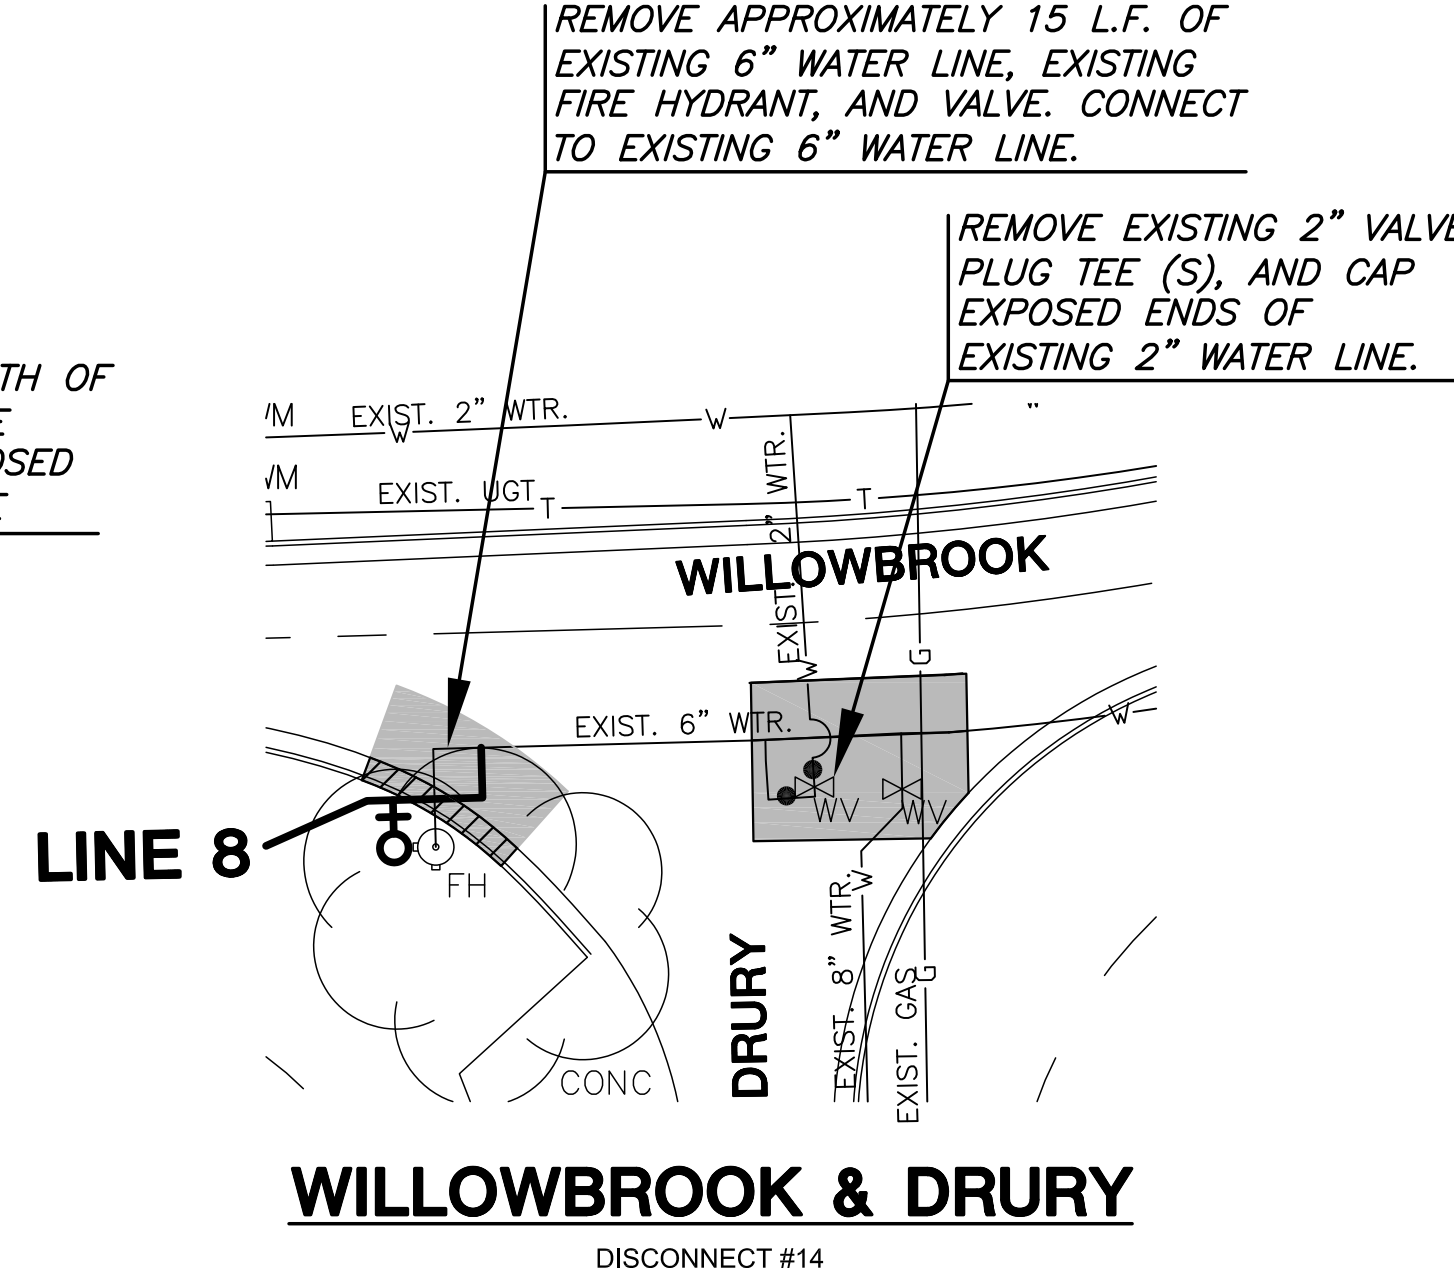 REMOVE APPROXIMATELY 15 L.F. OF
EXISTING 6” WATER LINE, EXISTING
FIRE HYDRANT, AND VALVE. CONNECT
TO EXISTING 6” WATER LINE.
REMOVE EXISTING 2” VALVE
PLUG TEE (S), AND CAP
EXPOSED ENDS OF
EXISTING 2” WATER LINE.
TH OF
E
OSED
E
WM
EXIST. 2” WTR.
W
W
WM
EXIST. UGT
T
T
EXIST. 2” WTR.
W
WILLOWBROOK
G
EXIST. 6” WTR.
W
WV
WV
LINE 8
FH
W
EXIST. 8” WTR.
G
EXIST. GAS
DRURY
CONC
WILLOWBROOK & DRURY
DISCONNECT #14